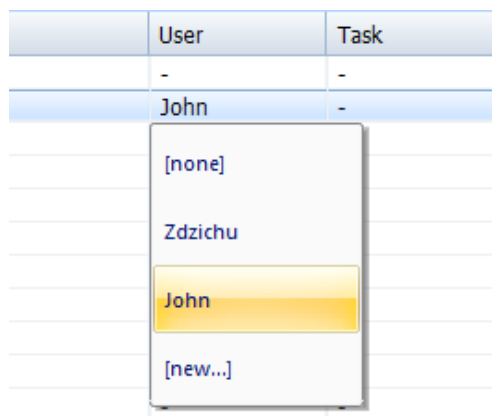 User Task
- -
John -
[none]
Zdzichu
John
[new...]
- -